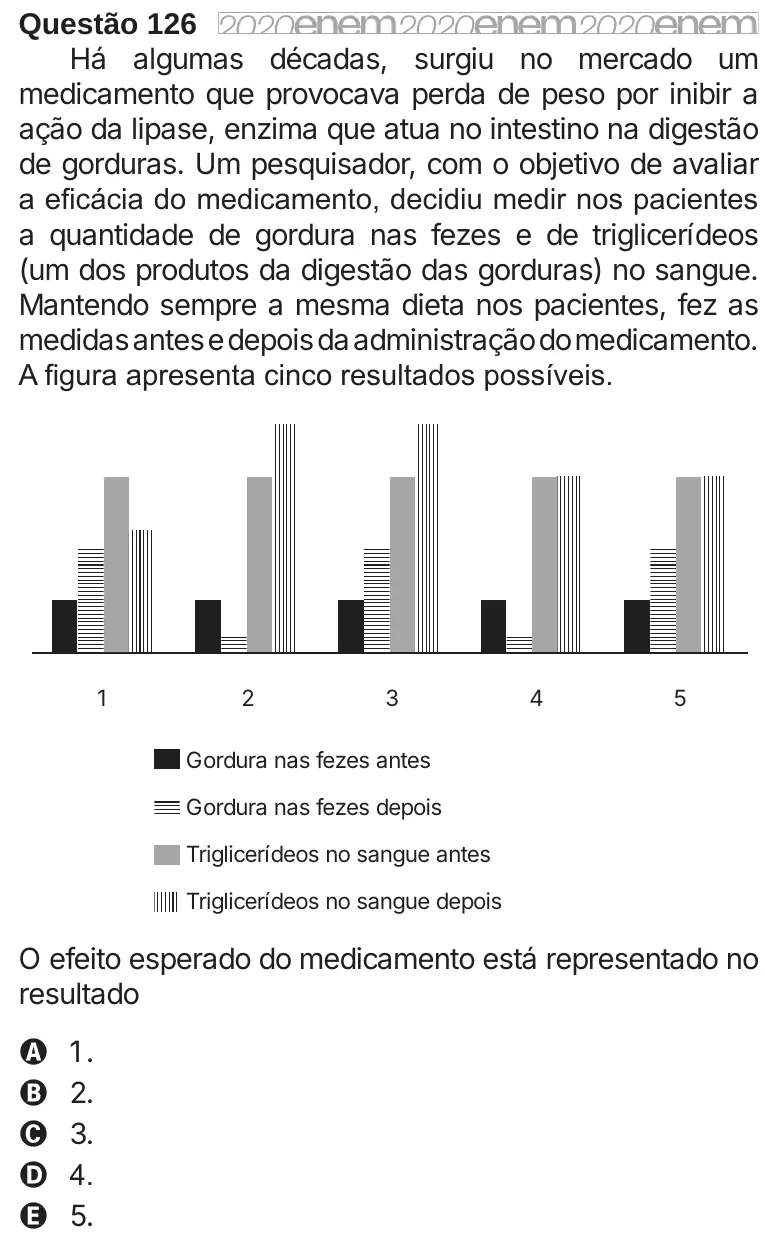 Questão 126 2020enem2020enem2020enem
Há algumas décadas, surgiu no mercado um
medicamento que provocava perda de peso por inibir a
ação da lipase, enzima que atua no intestino na digestão
de gorduras. Um pesquisador, com o objetivo de avaliar
a eficácia do medicamento, decidiu medir nos pacientes
a quantidade de gordura nas fezes e de triglicerídeos
(um dos produtos da digestão das gorduras) no sangue.
Mantendo sempre a mesma dieta nos pacientes, fez as
medidas antes e depois da administração do medicamento.
A figura apresenta cinco resultados possíveis.
1 2 3 4 5
Gordura nas fezes antes
Gordura nas fezes depois
Triglicerídeos no sangue antes
Triglicerídeos no sangue depois
O efeito esperado do medicamento está representado no
resultado
A 1.
B 2.
C 3.
D 4.
E 5.